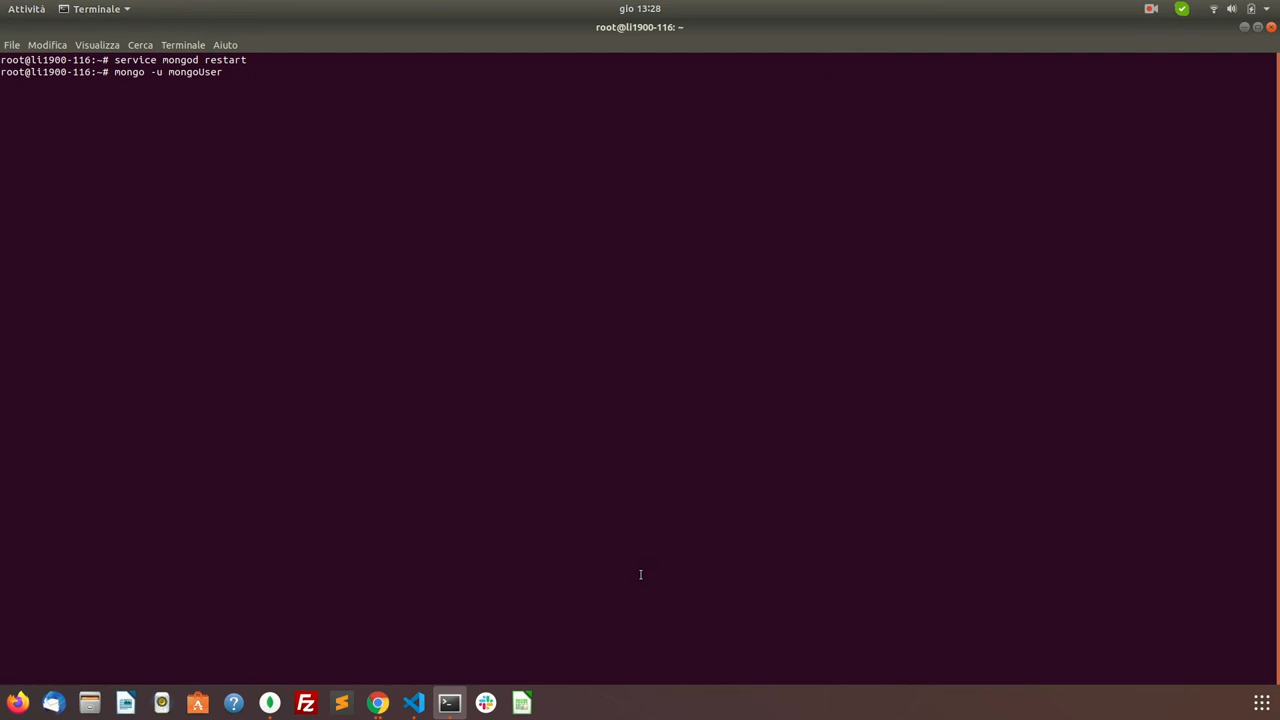 Attività
Terminale
gio 13:28
root@li1900-116: ~
File Modifica Visualizza Cerca Terminale Aiuto
root@li1900-116:~# service mongod restart
root@li1900-116:~# mongo -u mongoUser